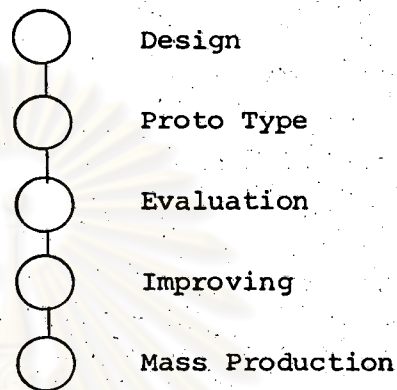 Design
Proto Type
Evaluation
Improving
Mass Production